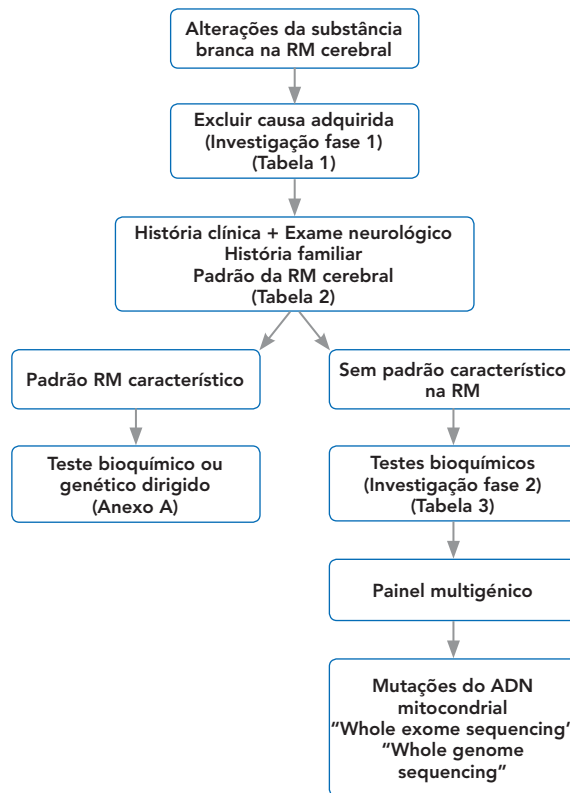 Alterações da substância
branca na RM cerebral
Excluir causa adquirida
(Investigação fase 1)
(Tabela 1)
História clínica + Exame neurológico
História familiar
Padrão da RM cerebral
(Tabela 2)
Padrão RM característico
Teste bioquímico ou
genético dirigido
(Anexo A)
Sem padrão característico
na RM
Testes bioquímicos
(Investigação fase 2)
(Tabela 3)
Painel multigénico
Mutações do ADN
mitocondrial
“Whole exome sequencing”
“Whole genome
sequencing”